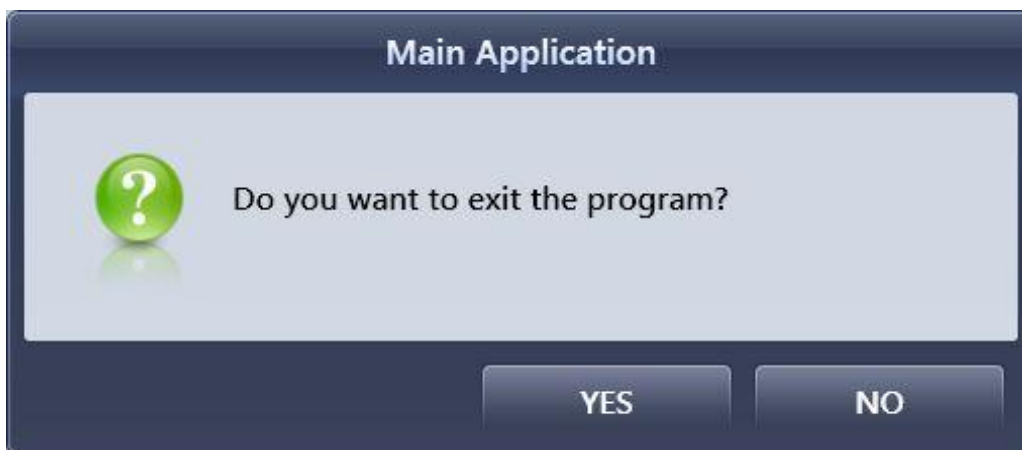 Main Application
?
Do you want to exit the program?
YES
NO